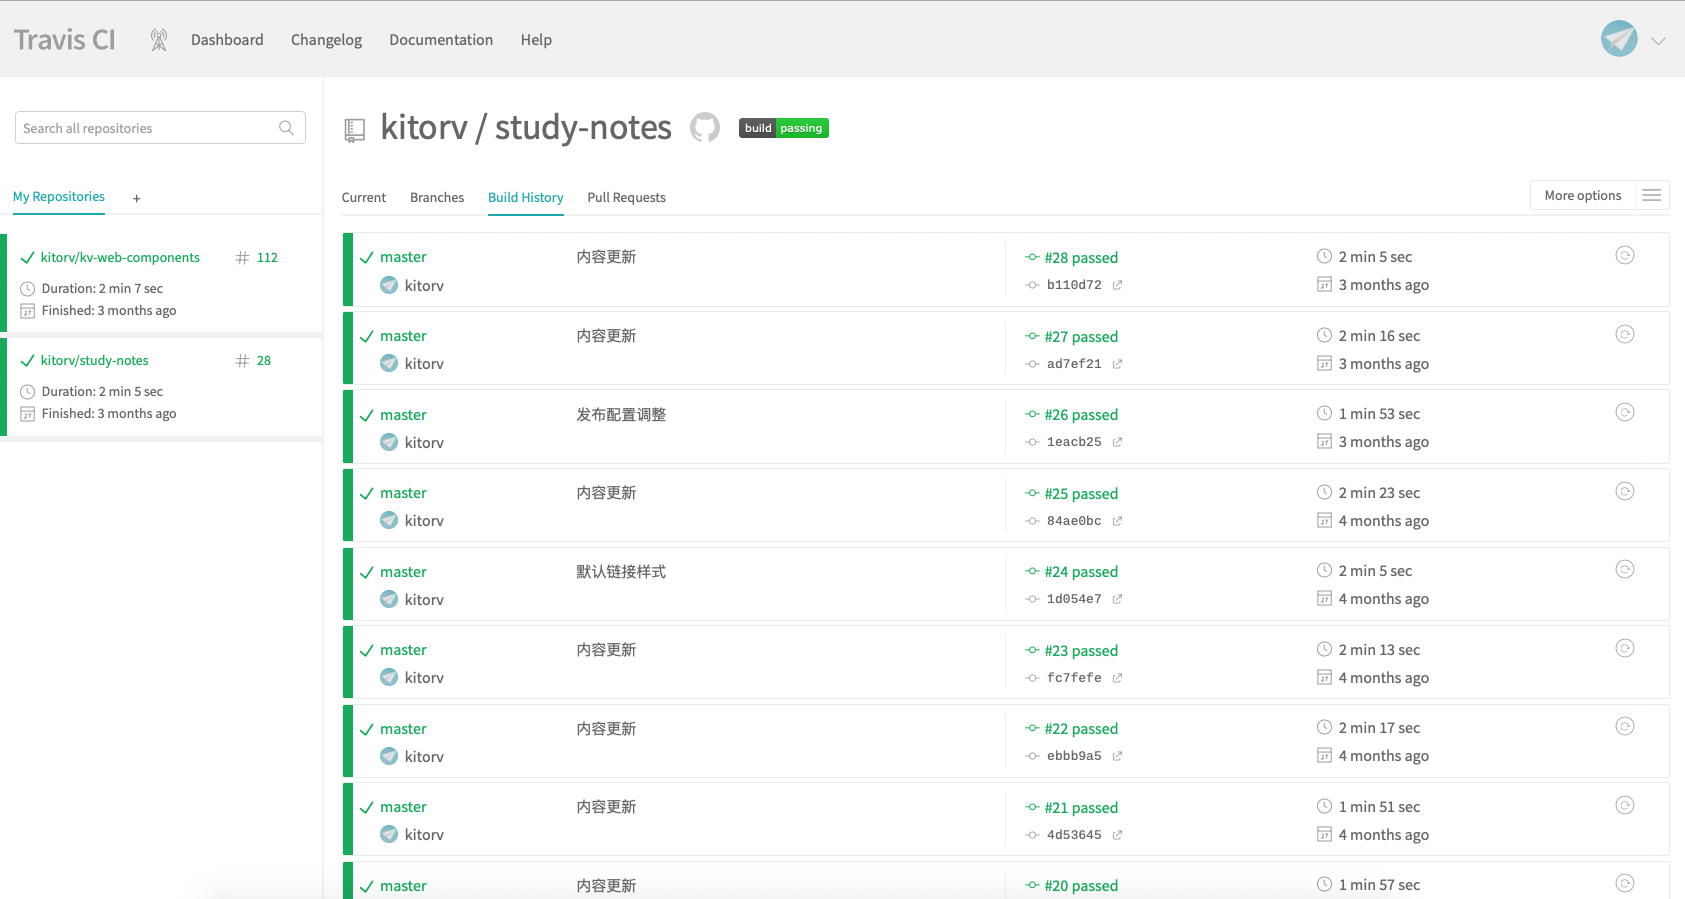 Travis CI Dashboard Changelog Documentation Help
Search all repositories
My Repositories +
kitorv/kv-web-components # 112
Duration: 2 min 7 sec
Finished: 3 months ago
kitorv/study-notes # 28
Duration: 2 min 5 sec
Finished: 3 months ago
kitorv / study-notes build passing
Current Branches Build History Pull Requests More options
master 内容更新 #28 passed 2 min 5 sec
kitorv b110d72 3 months ago
master 内容更新 #27 passed 2 min 16 sec
kitorv ad7ef21 3 months ago
master 发布配置调整 #26 passed 1 min 53 sec
kitorv 1eacb25 3 months ago
master 内容更新 #25 passed 2 min 23 sec
kitorv 84ae0bc 4 months ago
master 默认链接样式 #24 passed 2 min 5 sec
kitorv 1d054e7 4 months ago
master 内容更新 #23 passed 2 min 13 sec
kitorv fc7fefe 4 months ago
master 内容更新 #22 passed 2 min 17 sec
kitorv ebbb9a5 4 months ago
master 内容更新 #21 passed 1 min 51 sec
kitorv 4d53645 4 months ago
master 内容更新 #20 passed 1 min 57 sec